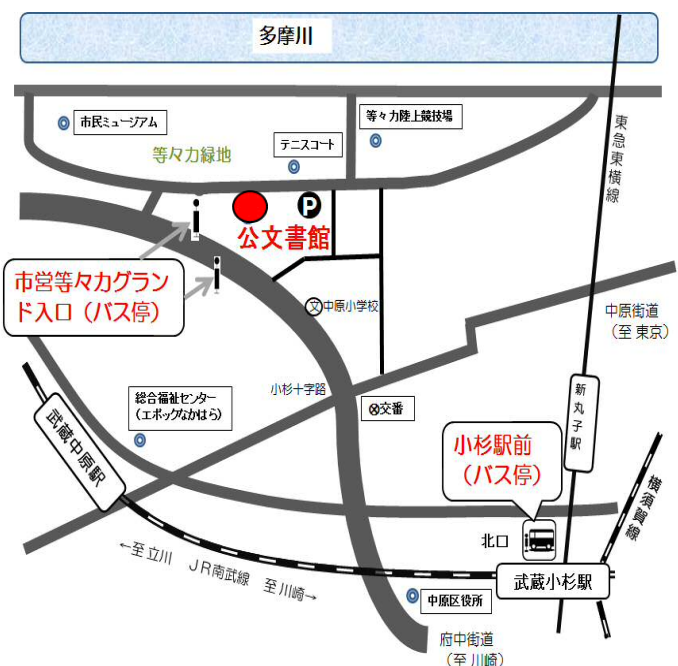 多摩川
市民ミュージアム
等々力陸上競技場
テニスコート
等々力緑地
東急東横線
P
公文書館
市営等々力グラン
ド入口（バス停）
文中原小学校
中原街道
（至 東京）
小杉十字路
総合福祉センター
（エポックなかはら）
交番
新丸子駅
武蔵中原駅
小杉駅前
（バス停）
横須賀線
北口
←至 立川　ＪＲ南武線　至 川崎→
武蔵小杉駅
中原区役所
府中街道
（至 川崎）